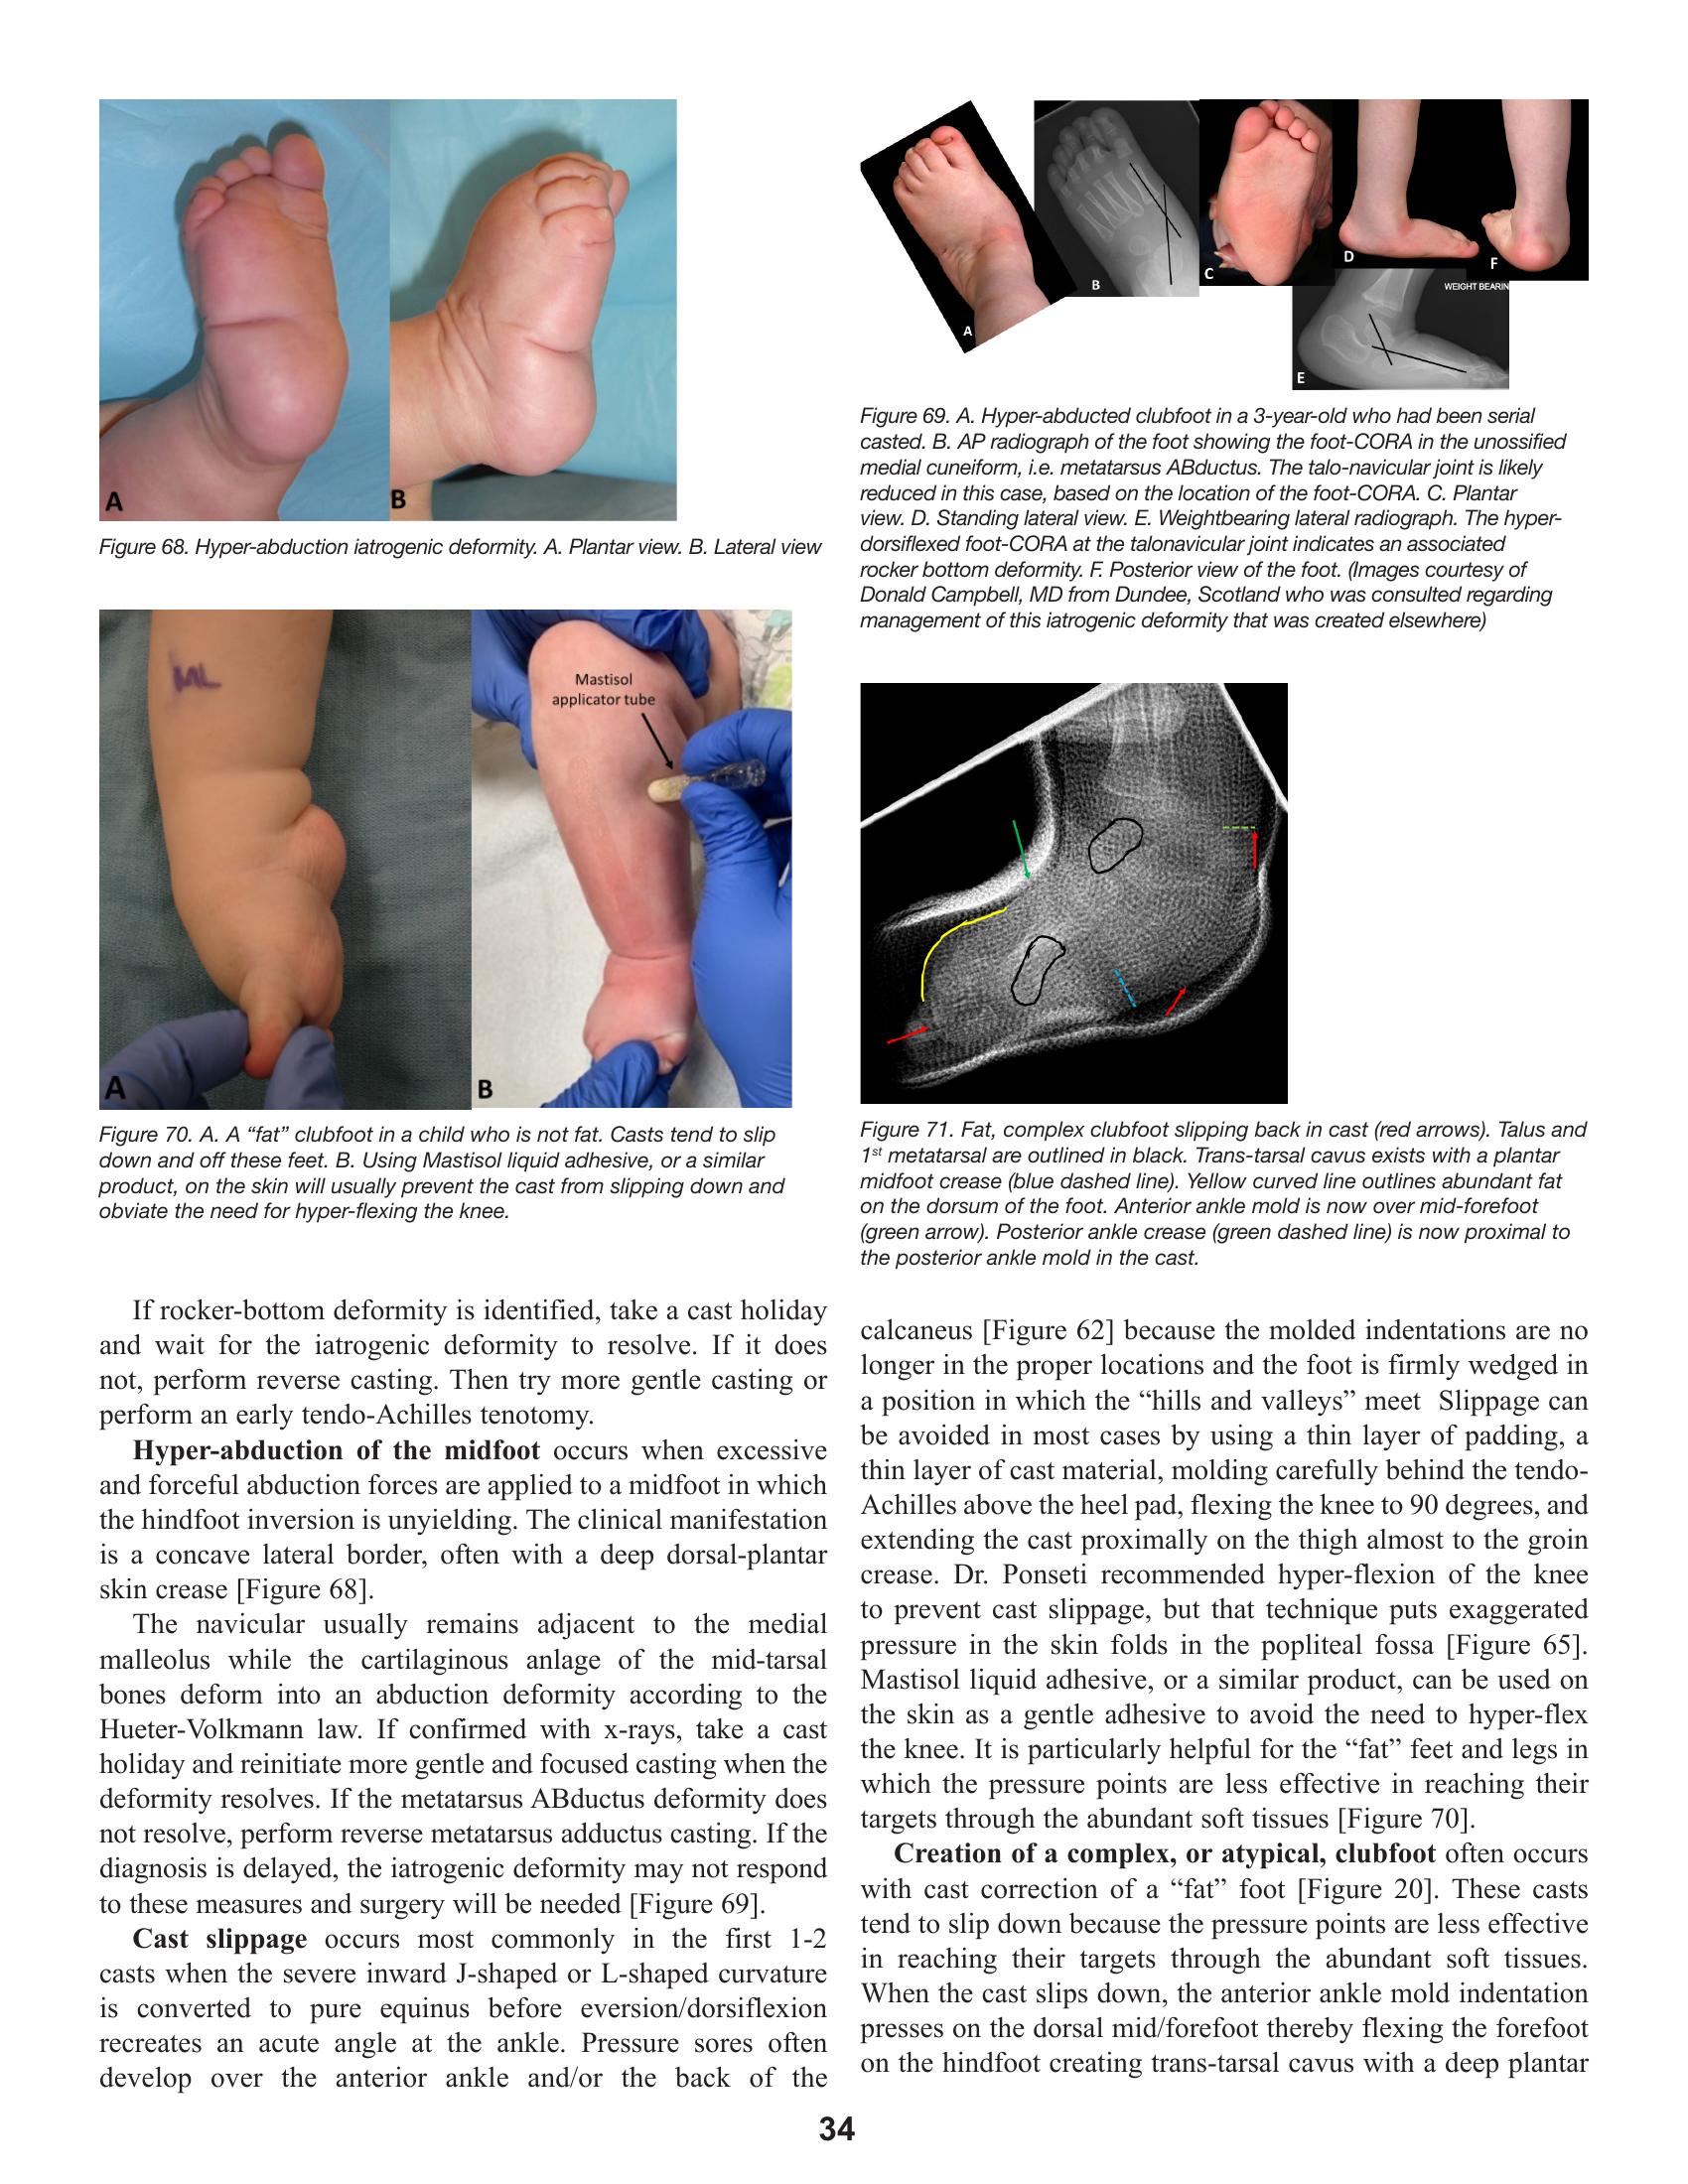 A
B
Figure 68. Hyper-abduction iatrogenic deformity. A. Plantar view. B. Lateral view
ML
Mastisol
applicator tube
A
B
Figure 70. A. A “fat” clubfoot in a child who is not fat. Casts tend to slip
down and off these feet. B. Using Mastisol liquid adhesive, or a similar
product, on the skin will usually prevent the cast from slipping down and
obviate the need for hyper-flexing the knee.
If rocker-bottom deformity is identified, take a cast holiday
and wait for the iatrogenic deformity to resolve. If it does
not, perform reverse casting. Then try more gentle casting or
perform an early tendo-Achilles tenotomy.
Hyper-abduction of the midfoot occurs when excessive
and forceful abduction forces are applied to a midfoot in which
the hindfoot inversion is unyielding. The clinical manifestation
is a concave lateral border, often with a deep dorsal-plantar
skin crease [Figure 68].
The navicular usually remains adjacent to the medial
malleolus while the cartilaginous anlage of the mid-tarsal
bones deform into an abduction deformity according to the
Hueter-Volkmann law. If confirmed with x-rays, take a cast
holiday and reinitiate more gentle and focused casting when the
deformity resolves. If the metatarsus ABductus deformity does
not resolve, perform reverse metatarsus adductus casting. If the
diagnosis is delayed, the iatrogenic deformity may not respond
to these measures and surgery will be needed [Figure 69].
Cast slippage occurs most commonly in the first 1-2
casts when the severe inward J-shaped or L-shaped curvature
is converted to pure equinus before eversion/dorsiflexion
recreates an acute angle at the ankle. Pressure sores often
develop over the anterior ankle and/or the back of the
A
B
C
D
F
WEIGHT BEARIN
E
Figure 69. A. Hyper-abducted clubfoot in a 3-year-old who had been serial
casted. B. AP radiograph of the foot showing the foot-CORA in the unossified
medial cuneiform, i.e. metatarsus ABductus. The talo-navicular joint is likely
reduced in this case, based on the location of the foot-CORA. C. Plantar
view. D. Standing lateral view. E. Weightbearing lateral radiograph. The hyper-
dorsiflexed foot-CORA at the talonavicular joint indicates an associated
rocker bottom deformity. F. Posterior view of the foot. (Images courtesy of
Donald Campbell, MD from Dundee, Scotland who was consulted regarding
management of this iatrogenic deformity that was created elsewhere)
Figure 71. Fat, complex clubfoot slipping back in cast (red arrows). Talus and
1st metatarsal are outlined in black. Trans-tarsal cavus exists with a plantar
midfoot crease (blue dashed line). Yellow curved line outlines abundant fat
on the dorsum of the foot. Anterior ankle mold is now over mid-forefoot
(green arrow). Posterior ankle crease (green dashed line) is now proximal to
the posterior ankle mold in the cast.
calcaneus [Figure 62] because the molded indentations are no
longer in the proper locations and the foot is firmly wedged in
a position in which the “hills and valleys” meet  Slippage can
be avoided in most cases by using a thin layer of padding, a
thin layer of cast material, molding carefully behind the tendo-
Achilles above the heel pad, flexing the knee to 90 degrees, and
extending the cast proximally on the thigh almost to the groin
crease. Dr. Ponseti recommended hyper-flexion of the knee
to prevent cast slippage, but that technique puts exaggerated
pressure in the skin folds in the popliteal fossa [Figure 65].
Mastisol liquid adhesive, or a similar product, can be used on
the skin as a gentle adhesive to avoid the need to hyper-flex
the knee. It is particularly helpful for the “fat” feet and legs in
which the pressure points are less effective in reaching their
targets through the abundant soft tissues [Figure 70].
Creation of a complex, or atypical, clubfoot often occurs
with cast correction of a “fat” foot [Figure 20]. These casts
tend to slip down because the pressure points are less effective
in reaching their targets through the abundant soft tissues.
When the cast slips down, the anterior ankle mold indentation
presses on the dorsal mid/forefoot thereby flexing the forefoot
on the hindfoot creating trans-tarsal cavus with a deep plantar
34